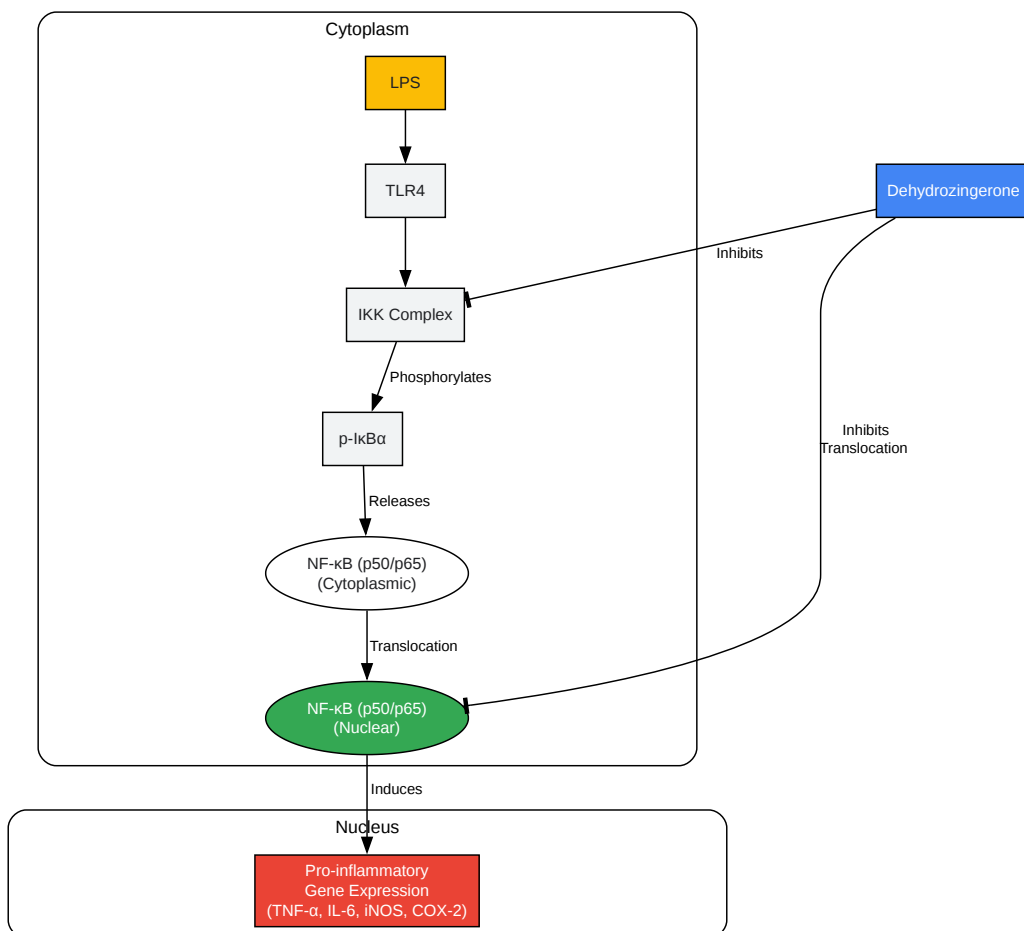 Cytoplasm
LPS
TLR4
Dehydrozingerone
Inhibits
IKK Complex
Phosphorylates
p-IκBα
Inhibits
Translocation
Releases
NF-κB (p50/p65)
(Cytoplasmic)
Translocation
NF-κB (p50/p65)
(Nuclear)
Induces
Nucleus
Pro-inflammatory
Gene Expression
(TNF-α, IL-6, iNOS, COX-2)